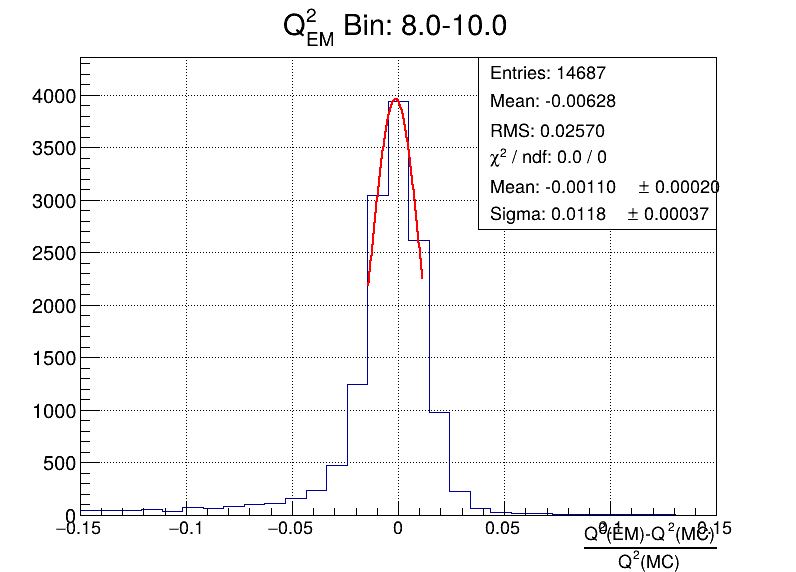 Q²_EM Bin: 8.0-10.0
Entries: 14687
Mean: -0.00628
RMS: 0.02570
χ² / ndf: 0.0 / 0
Mean: -0.00110 ± 0.00020
Sigma: 0.0118 ± 0.00037
4000
3500
3000
2500
2000
1500
1000
500
0
−0.15 −0.1 −0.05 0 0.05 0.1 0.15
Q²(EM)-Q²(MC)
Q²(MC)